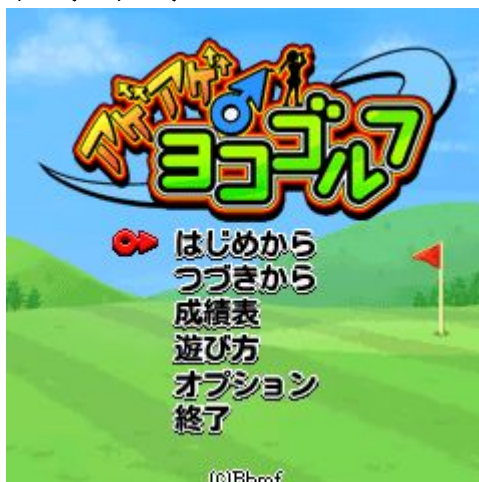 アゲアゲ♂
ヨコゴルフ
はじめから
つづきから
成績表
遊び方
オプション
終了
(C)Bbmf